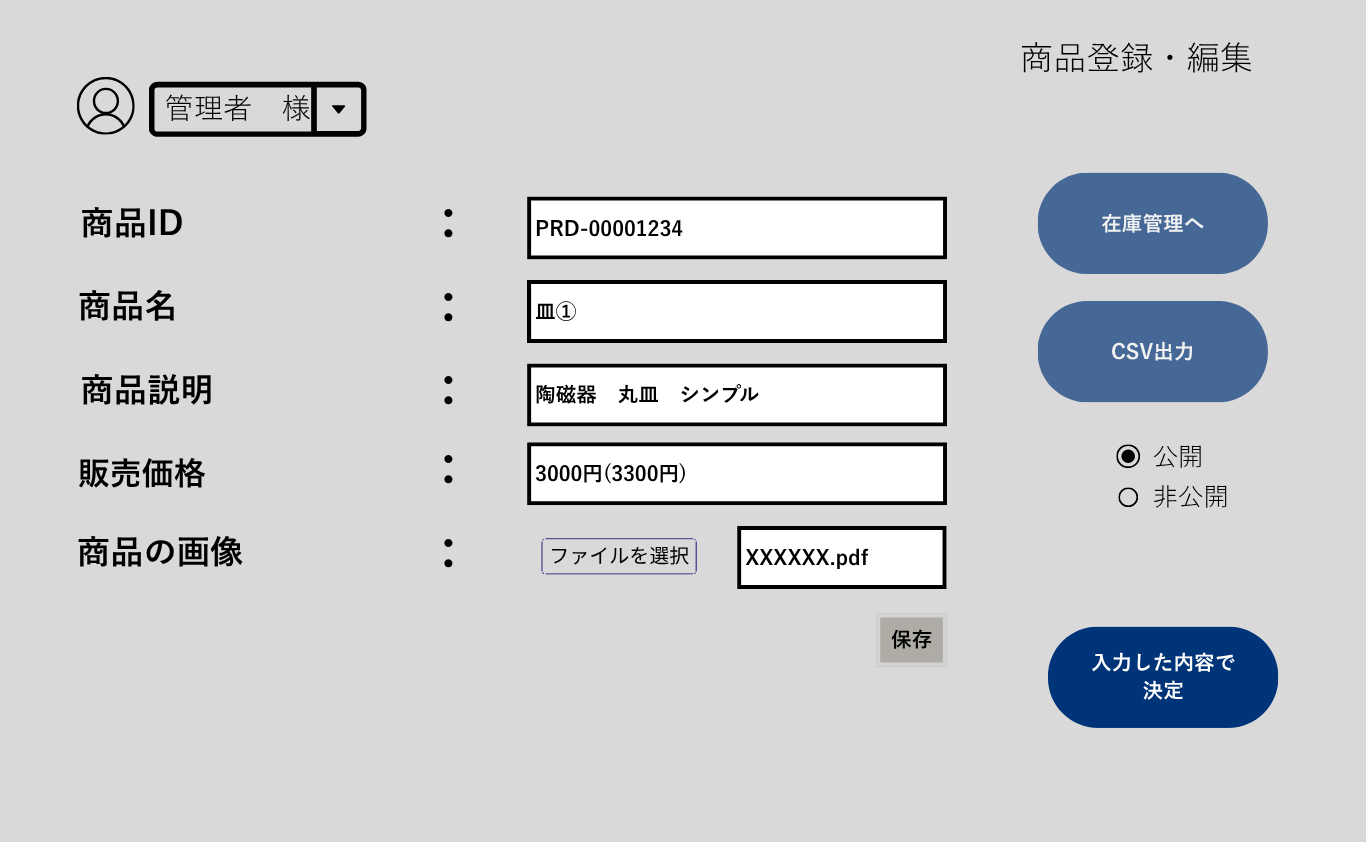 商品登録・編集
管理者　様
商品ID　：　PRD-00001234
商品名　：　皿①
商品説明　：　陶磁器　丸皿　シンプル
販売価格　：　3000円(3300円)
商品の画像　：　ファイルを選択　XXXXXX.pdf
保存
在庫管理へ
CSV出力
公開
非公開
入力した内容で
決定